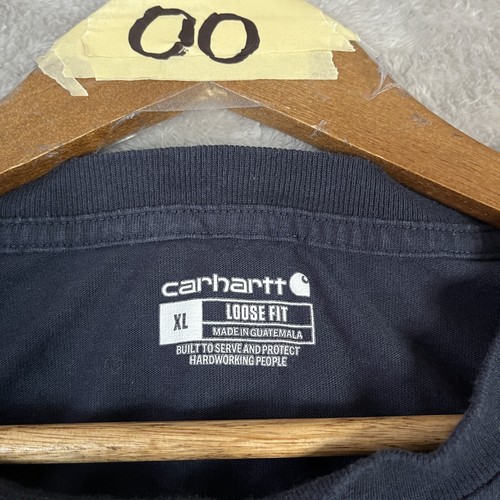 00
carhartt
XL
LOOSE FIT
MADE IN GUATEMALA
BUILT TO SERVE AND PROTECT
HARDWORKING PEOPLE